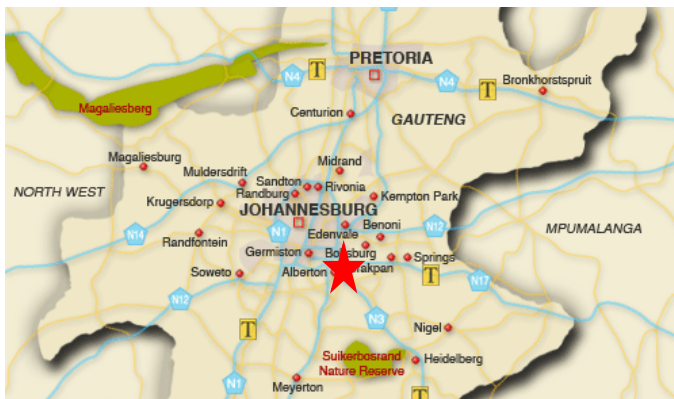 PRETORIA
N4
T
N4
T
Bronkhorstspruit
Magaliesberg
Centurion
GAUTENG
Magaliesburg
Midrand
Muldersdrift
Sandton
Rivonia
NORTH WEST
Randburg
Kempton Park
Krugersdorp
JOHANNESBURG
N14
Randfontein
N1
Edenvale
Benoni
N12
MPUMALANGA
Germiston
Springs
Soweto
Alberton
T
N17
N12
T
N3
Nigel
Suikerbosrand
Nature Reserve
Heidelberg
N1
Meyerton
T